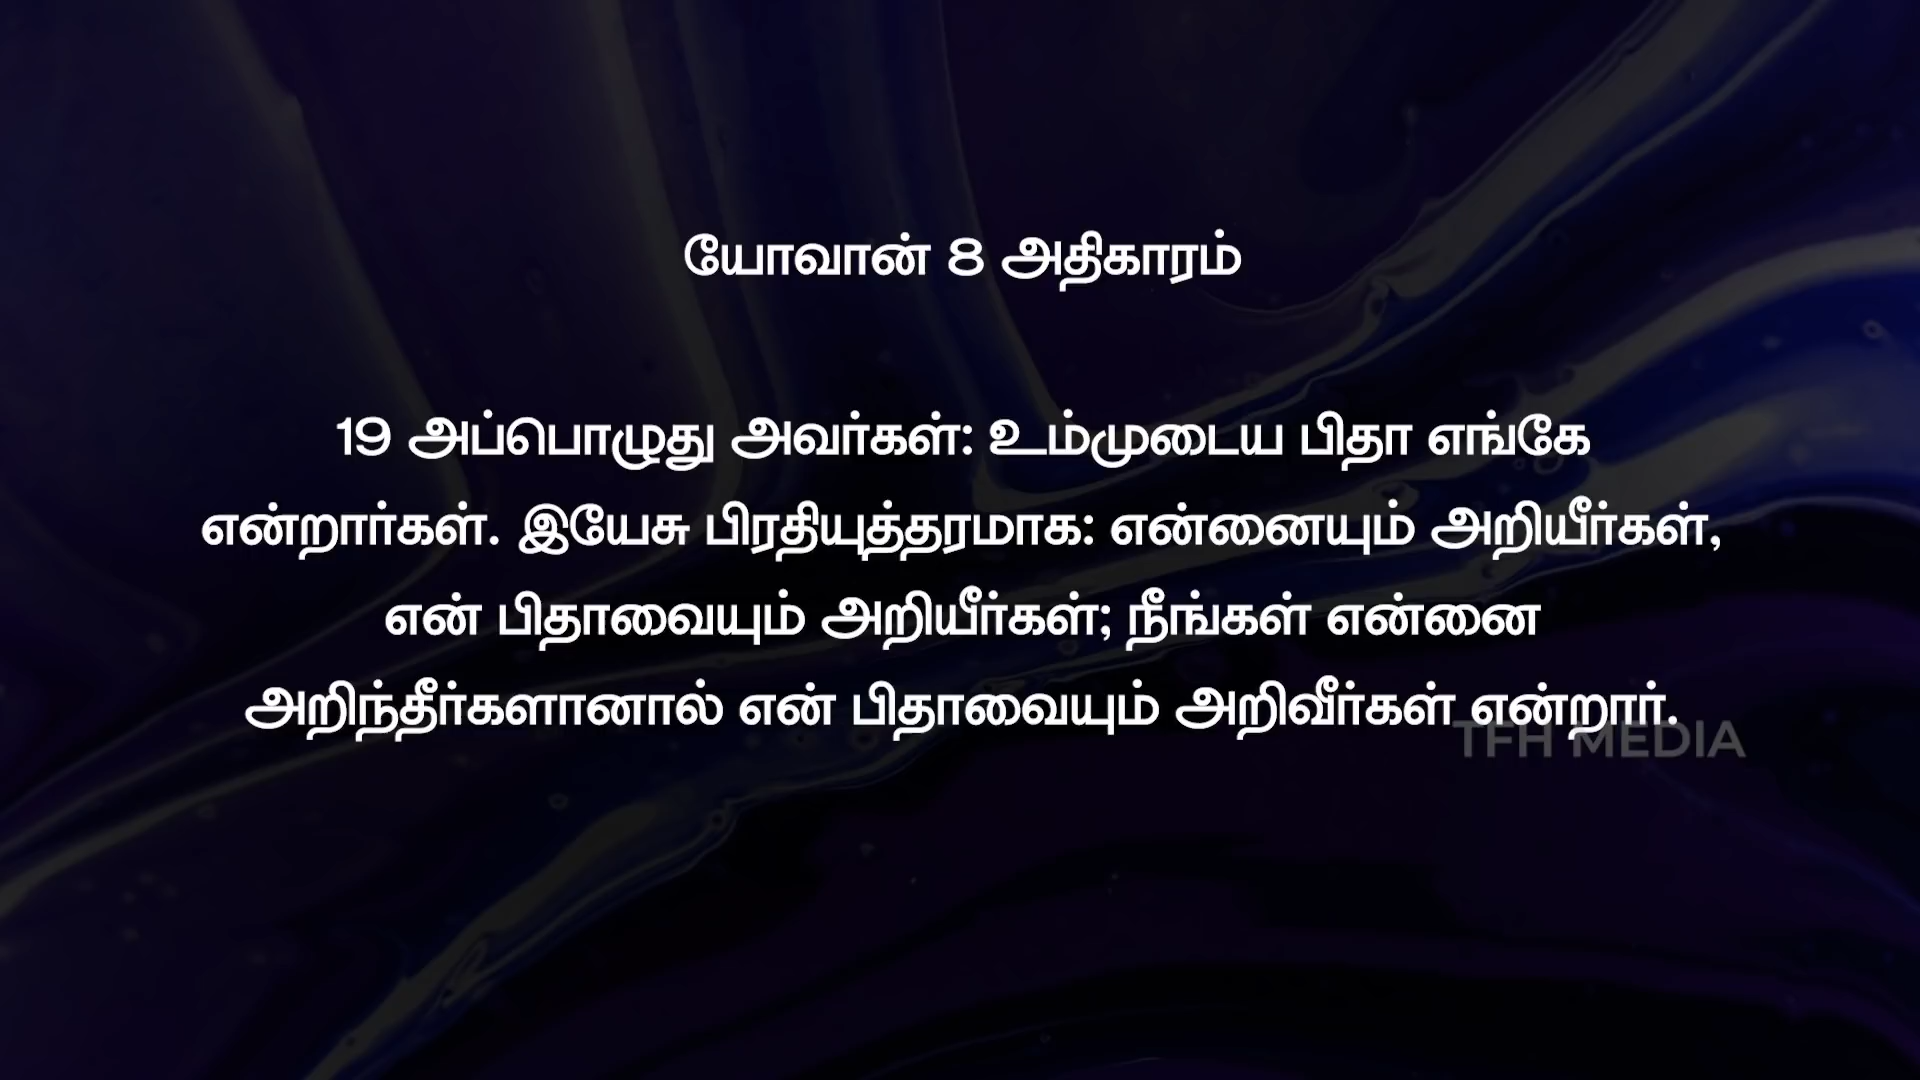 யோவான் 8 அதிகாரம்
19 அப்பொழுது அவர்கள்: உம்முடைய பிதா எங்கே
என்றார்கள். இயேசு பிரதியுத்தரமாக: என்னையும் அறியீர்கள்,
என் பிதாவையும் அறியீர்கள்; நீங்கள் என்னை
அறிந்தீர்களானால் என் பிதாவையும் அறிவீர்கள் என்றார்.
TFH MEDIA